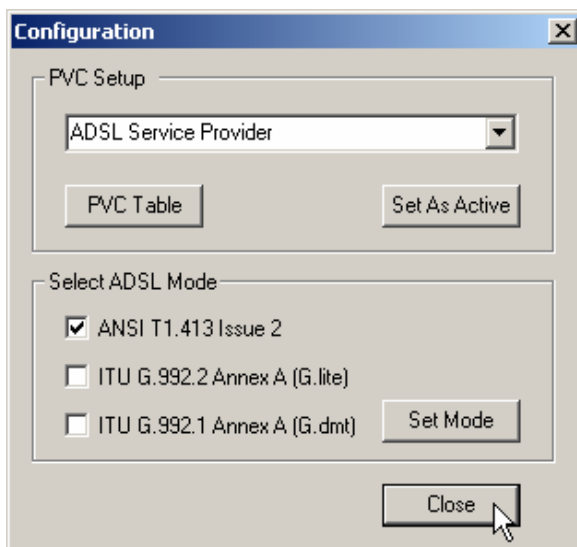 Configuration
PVC Setup
ADSL Service Provider
PVC Table
Set As Active
Select ADSL Mode
ANSI T1.413 Issue 2
ITU G.992.2 Annex A (G.lite)
ITU G.992.1 Annex A (G.dmt)
Set Mode
Close